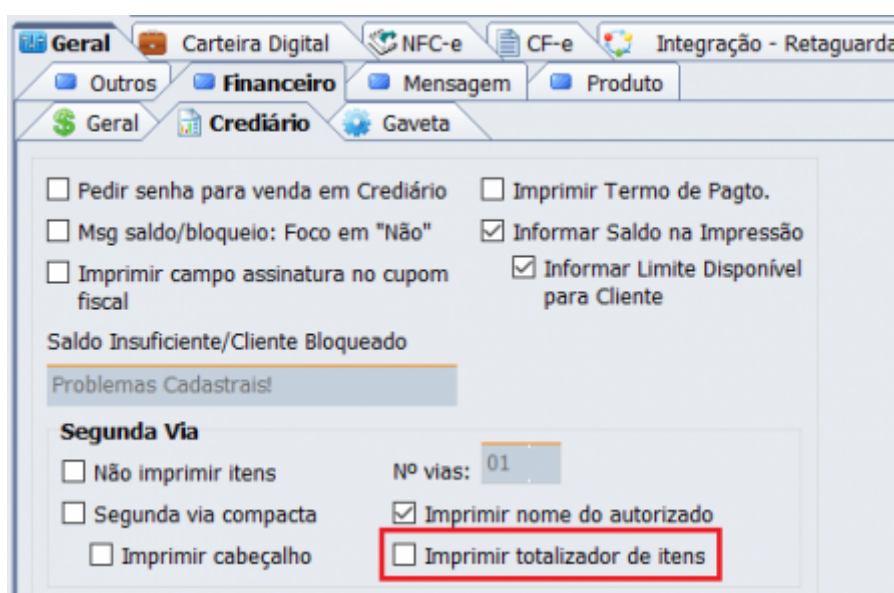 Geral Carteira Digital NFC-e CF-e Integração - Retaguarda
Outros Financeiro Mensagem Produto
Geral Crediário Gaveta
Pedir senha para venda em Crediário Imprimir Termo de Pagto.
Msg saldo/bloqueio: Foco em "Não" Informar Saldo na Impressão
Imprimir campo assinatura no cupom Informar Limite Disponível
fiscal para Cliente
Saldo Insuficiente/Cliente Bloqueado
Problemas Cadastrais!
Segunda Via
Não imprimir itens Nº vias: 01
Segunda via compacta Imprimir nome do autorizado
Imprimir cabeçalho Imprimir totalizador de itens